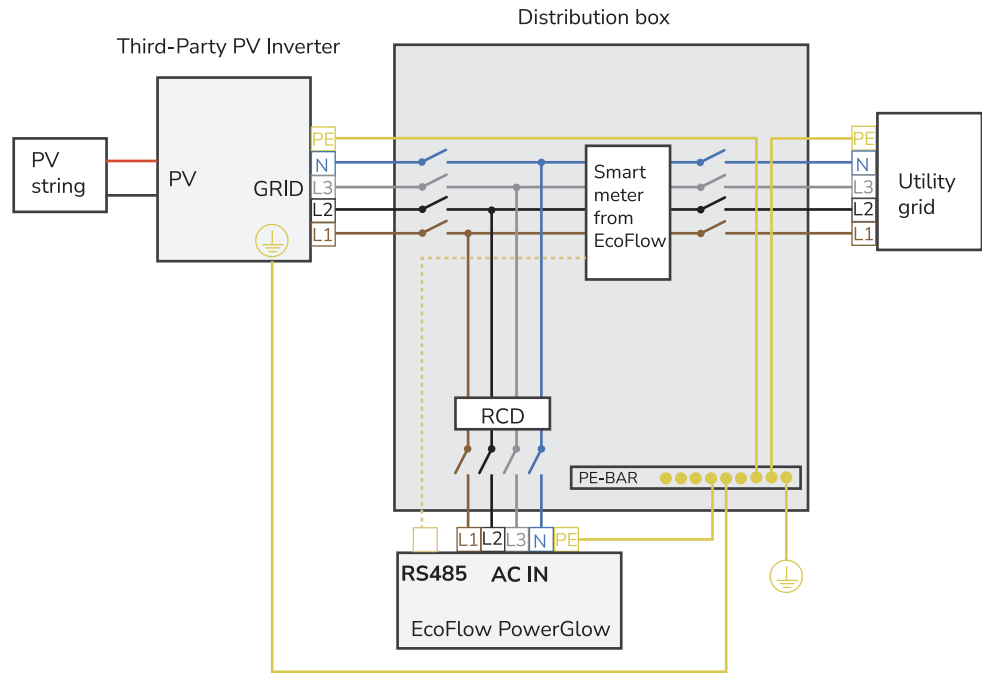 Distribution box
Third-Party PV Inverter
PV
string
PV
GRID
PE
N
L3
L2
L1
Smart
meter
from
EcoFlow
PE
N
L3
L2
L1
Utility
grid
RCD
PE-BAR
L1 L2 L3 N PE
RS485 AC IN
EcoFlow PowerGlow